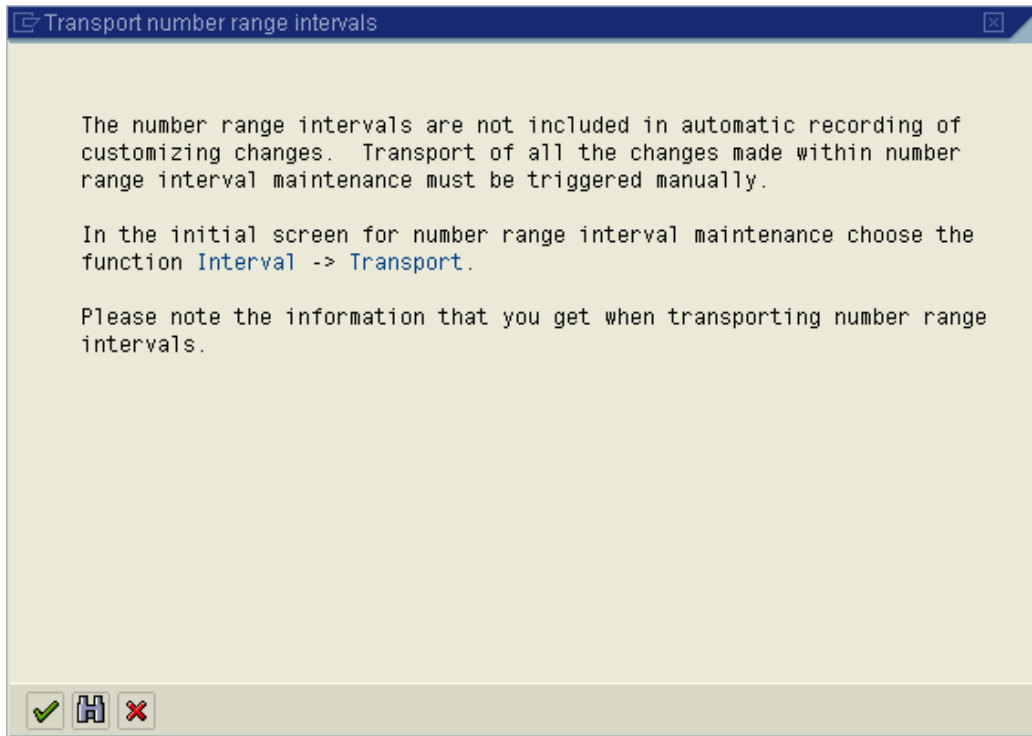 Transport number range intervals
The number range intervals are not included in automatic recording of
customizing changes.  Transport of all the changes made within number
range interval maintenance must be triggered manually.
In the initial screen for number range interval maintenance choose the
function Interval -> Transport.
Please note the information that you get when transporting number range
intervals.